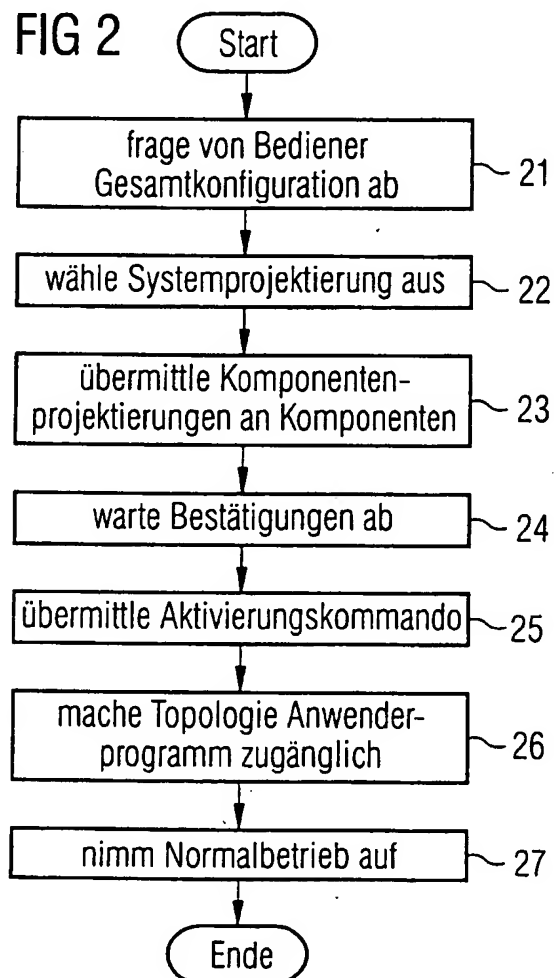 FIG 2
Start
frage von Bediener
Gesamtkonfiguration ab
21
wähle Systemprojektierung aus
22
übermittle Komponenten-
projektierungen an Komponenten
23
warte Bestätigungen ab
24
übermittle Aktivierungskommando
25
mache Topologie Anwender-
programm zugänglich
26
nimm Normalbetrieb auf
27
Ende